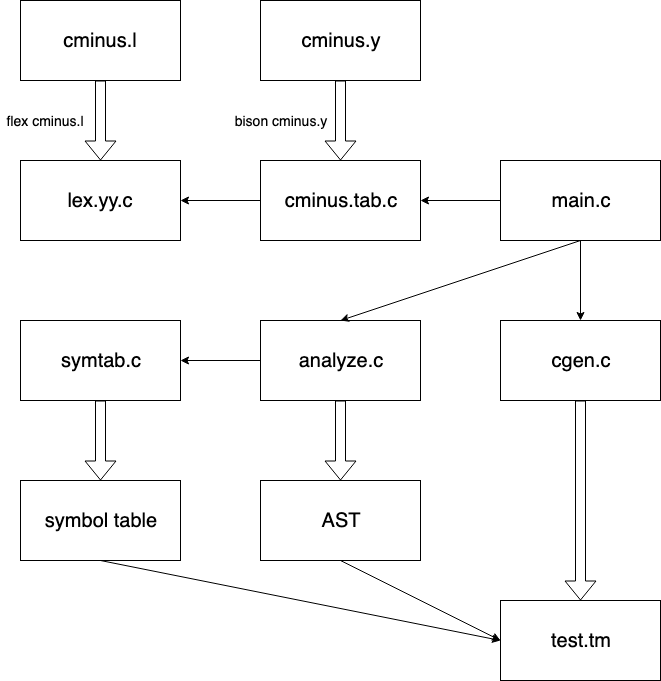 cminus.l
cminus.y
flex cminus.l
bison cminus.y
lex.yy.c
cminus.tab.c
main.c
symtab.c
analyze.c
cgen.c
symbol table
AST
test.tm